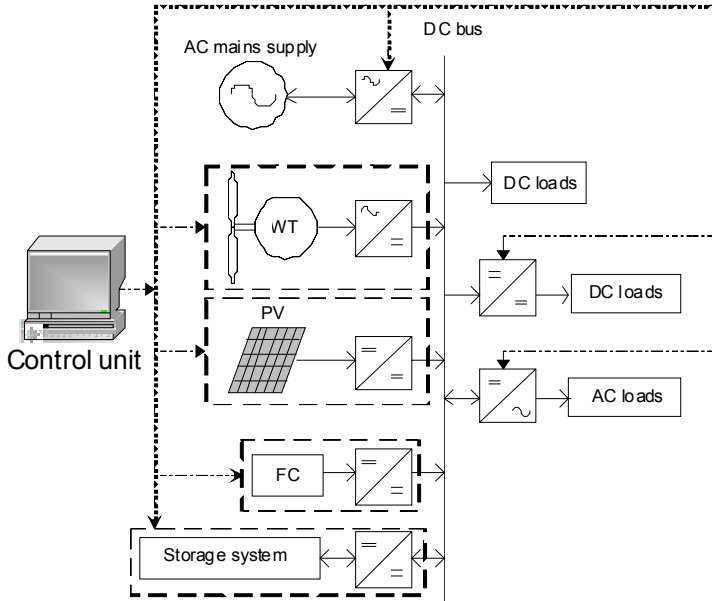 DC bus
AC mains supply
DC loads
WT
DC loads
PV
Control unit
AC loads
FC
Storage system